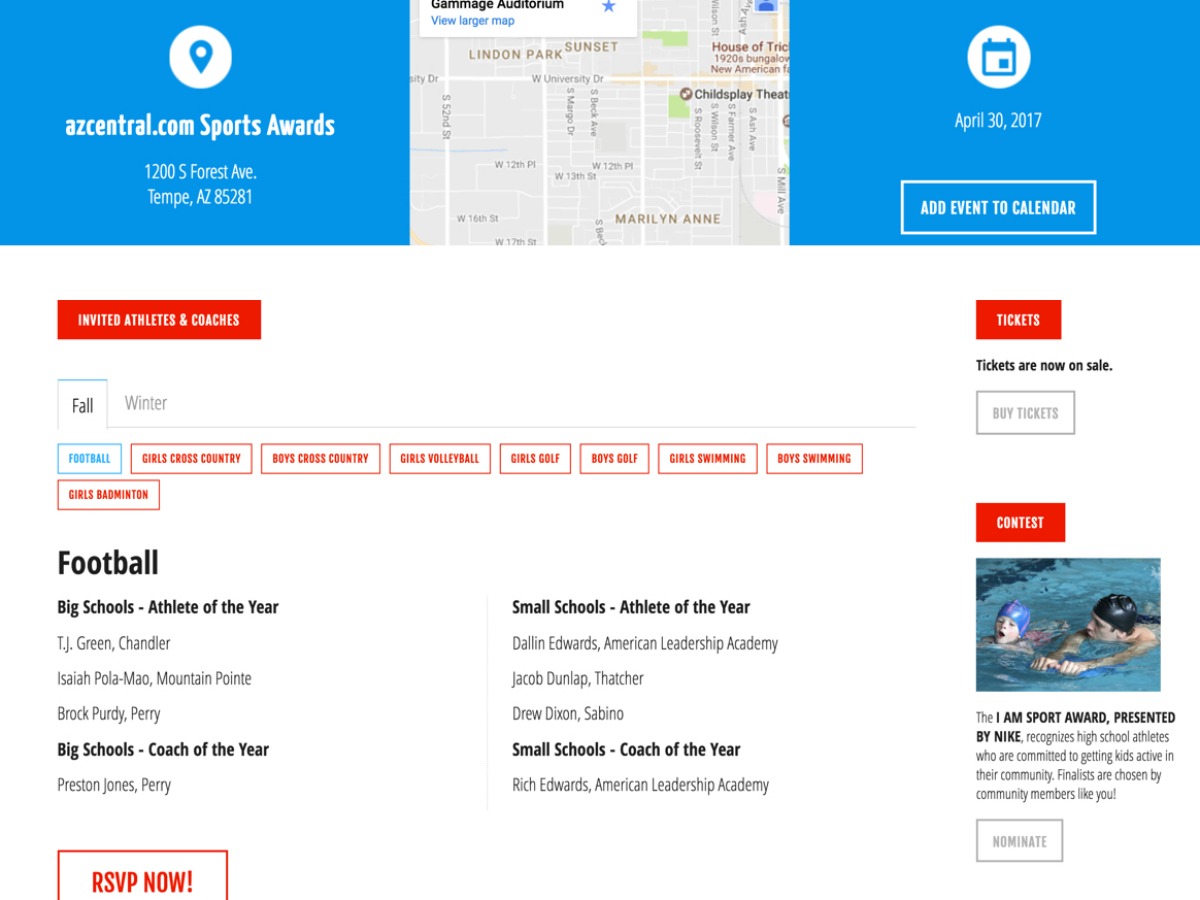 azcentral.com Sports Awards
1200 S Forest Ave.
Tempe, AZ 85281
Gammage Auditorium
View larger map
LINDON PARK
SUNSET
House of Tric
1920s bungalow
New American fa
sity Dr
W University Dr
Childsplay Theat
S 52nd St
S Margo Dr
S Beck Ave
S Roosevelt St
S Wilson St
S Farmer Ave
S Ash Ave
W 12th Pl
W 12th Pl
W 13th St
S Mill Ave
W 16th St
MARILYN ANNE
W 17th St
S Bec
April 30, 2017
ADD EVENT TO CALENDAR
INVITED ATHLETES & COACHES
Fall
Winter
FOOTBALL
GIRLS CROSS COUNTRY
BOYS CROSS COUNTRY
GIRLS VOLLEYBALL
GIRLS GOLF
BOYS GOLF
GIRLS SWIMMING
BOYS SWIMMING
GIRLS BADMINTON
Football
Big Schools - Athlete of the Year
T.J. Green, Chandler
Isaiah Pola-Mao, Mountain Pointe
Brock Purdy, Perry
Big Schools - Coach of the Year
Preston Jones, Perry
Small Schools - Athlete of the Year
Dallin Edwards, American Leadership Academy
Jacob Dunlap, Thatcher
Drew Dixon, Sabino
Small Schools - Coach of the Year
Rich Edwards, American Leadership Academy
RSVP NOW!
TICKETS
Tickets are now on sale.
BUY TICKETS
CONTEST
The I AM SPORT AWARD, PRESENTED
BY NIKE, recognizes high school athletes
who are committed to getting kids active in
their community. Finalists are chosen by
community members like you!
NOMINATE